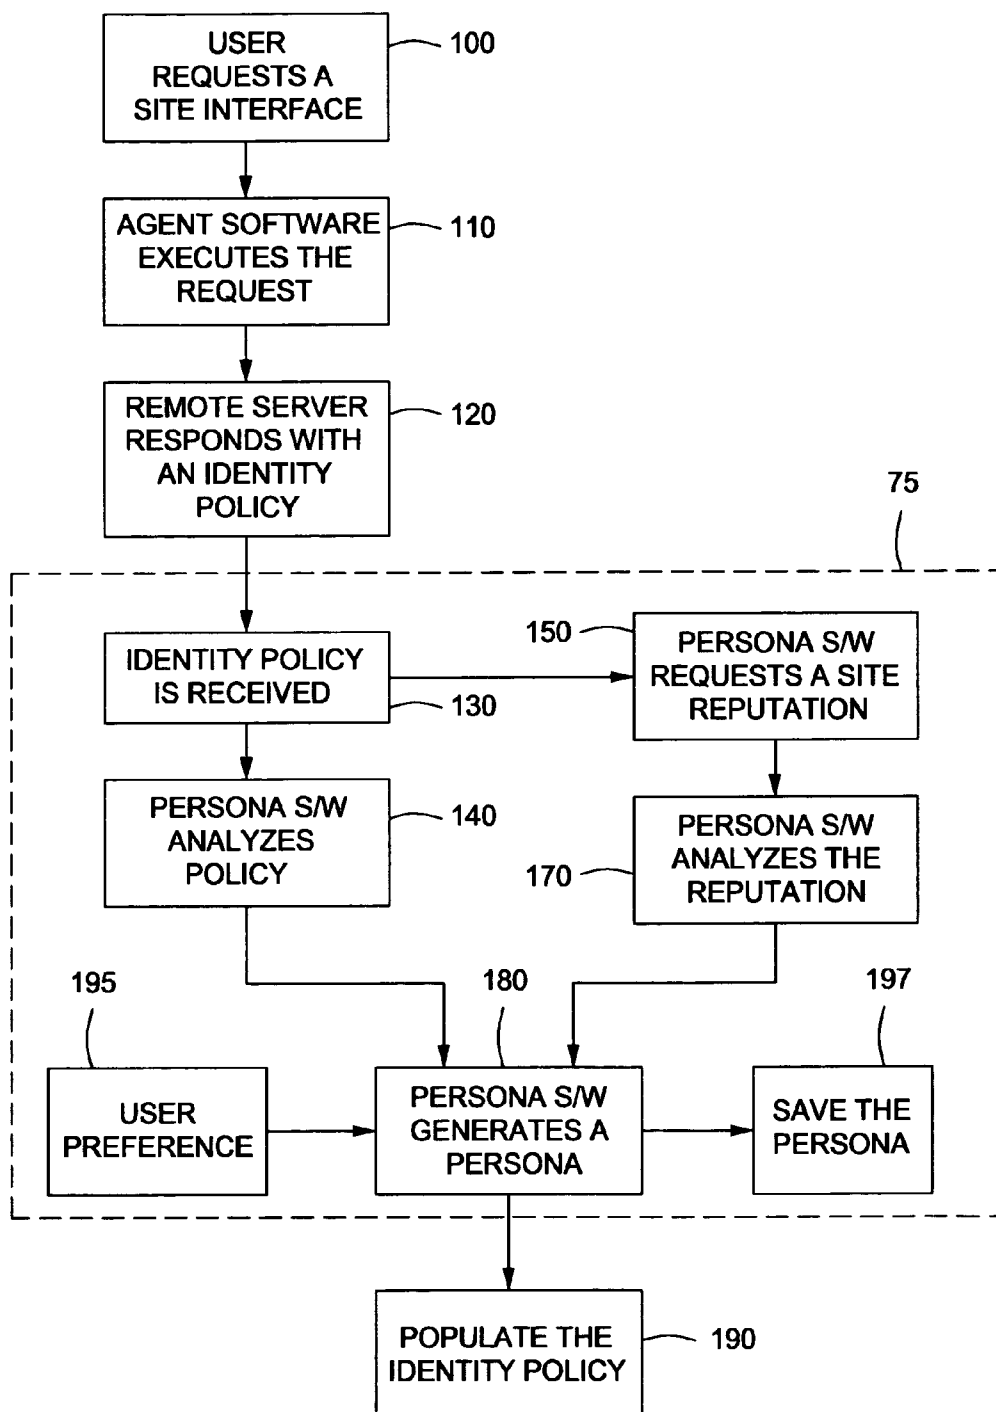 USER
REQUESTS A
SITE INTERFACE
100
AGENT SOFTWARE
EXECUTES THE
REQUEST
110
REMOTE SERVER
RESPONDS WITH
AN IDENTITY
POLICY
120
75
IDENTITY POLICY
IS RECEIVED
130
150
PERSONA S/W
REQUESTS A SITE
REPUTATION
PERSONA S/W
ANALYZES
POLICY
140
PERSONA S/W
ANALYZES THE
REPUTATION
170
195
USER
PREFERENCE
180
PERSONA S/W
GENERATES A
PERSONA
197
SAVE THE
PERSONA
POPULATE THE
IDENTITY POLICY
190